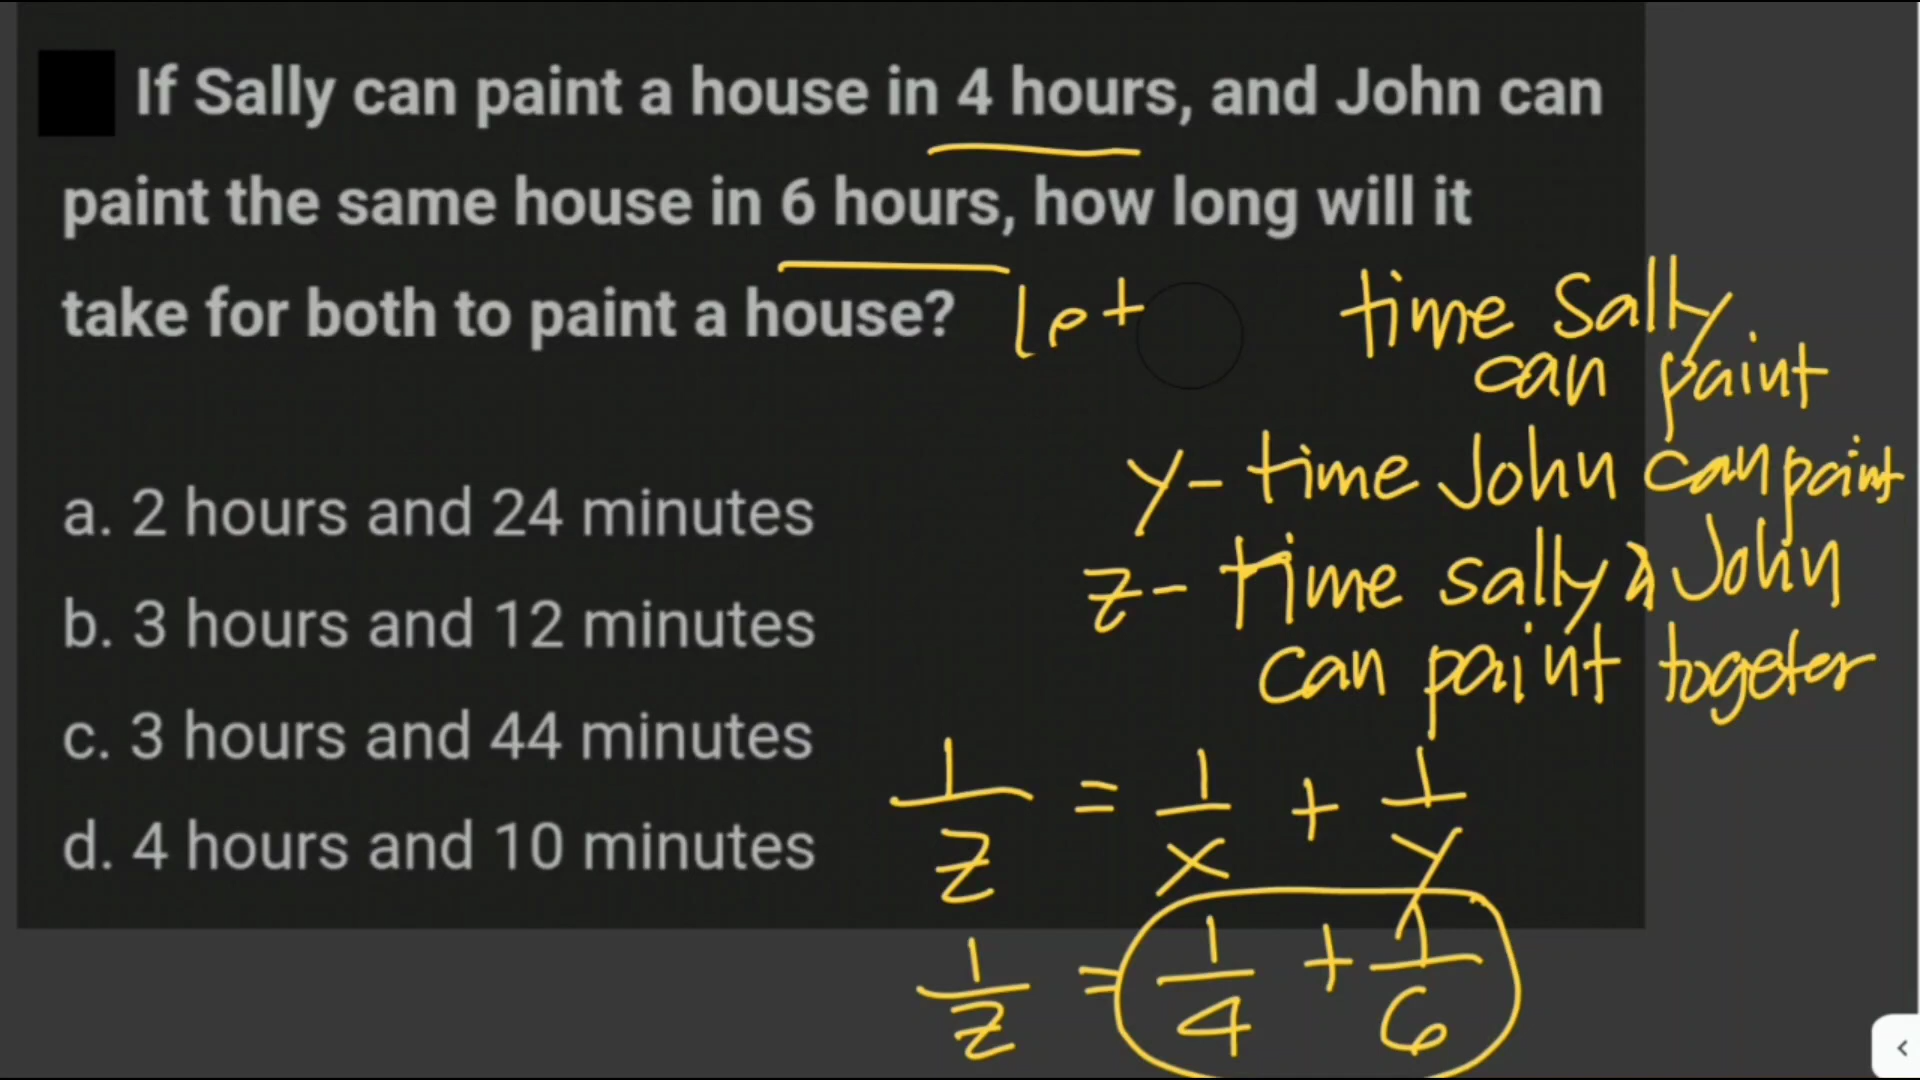 If Sally can paint a house in 4 hours, and John can
paint the same house in 6 hours, how long will it
take for both to paint a house?
let time Sally
can paint
y - time John can paint
z - time sally & John
can paint togeter
a. 2 hours and 24 minutes
b. 3 hours and 12 minutes
c. 3 hours and 44 minutes
d. 4 hours and 10 minutes
1/z = 1/x + 1/y
1/z = 1/4 + 1/6
<